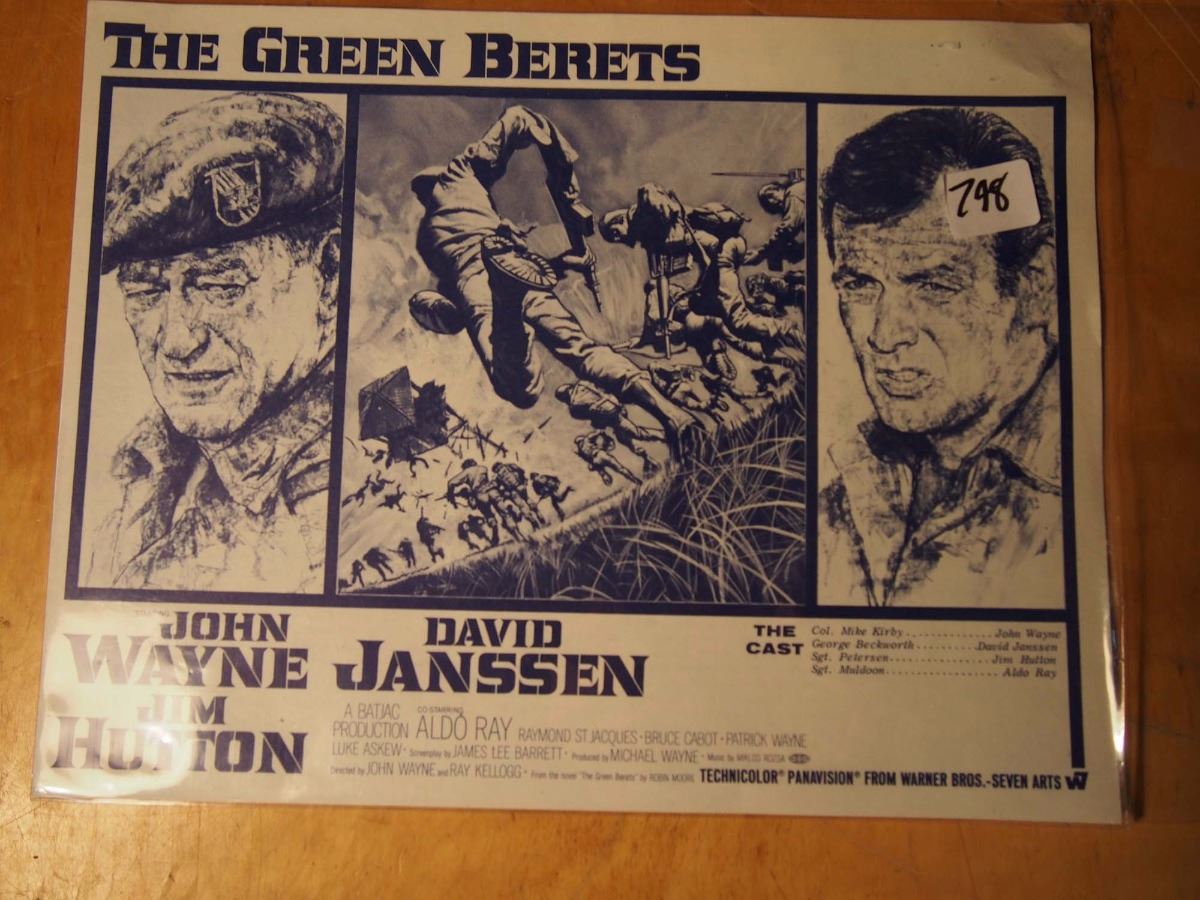 THE GREEN BERETS
798
STARRING
JOHN
WAYNE
DAVID
JANSSEN
JIM
HUTTON
THE
CAST
Col. Mike Kirby..............John Wayne
George Beckworth..........David Janssen
Sgt. Petersen.................Jim Hutton
Sgt. Muldoon..................Aldo Ray
A BATJAC
PRODUCTION
CO-STARRING
ALDO RAY RAYMOND ST. JACQUES • BRUCE CABOT • PATRICK WAYNE
LUKE ASKEW • Screenplay by JAMES LEE BARRETT • Produced by MICHAEL WAYNE • Music by MIKLOS ROZSA
Directed by JOHN WAYNE and RAY KELLOGG • From the novel "The Green Berets" by ROBIN MOORE TECHNICOLOR® PANAVISION® FROM WARNER BROS.-SEVEN ARTS W7